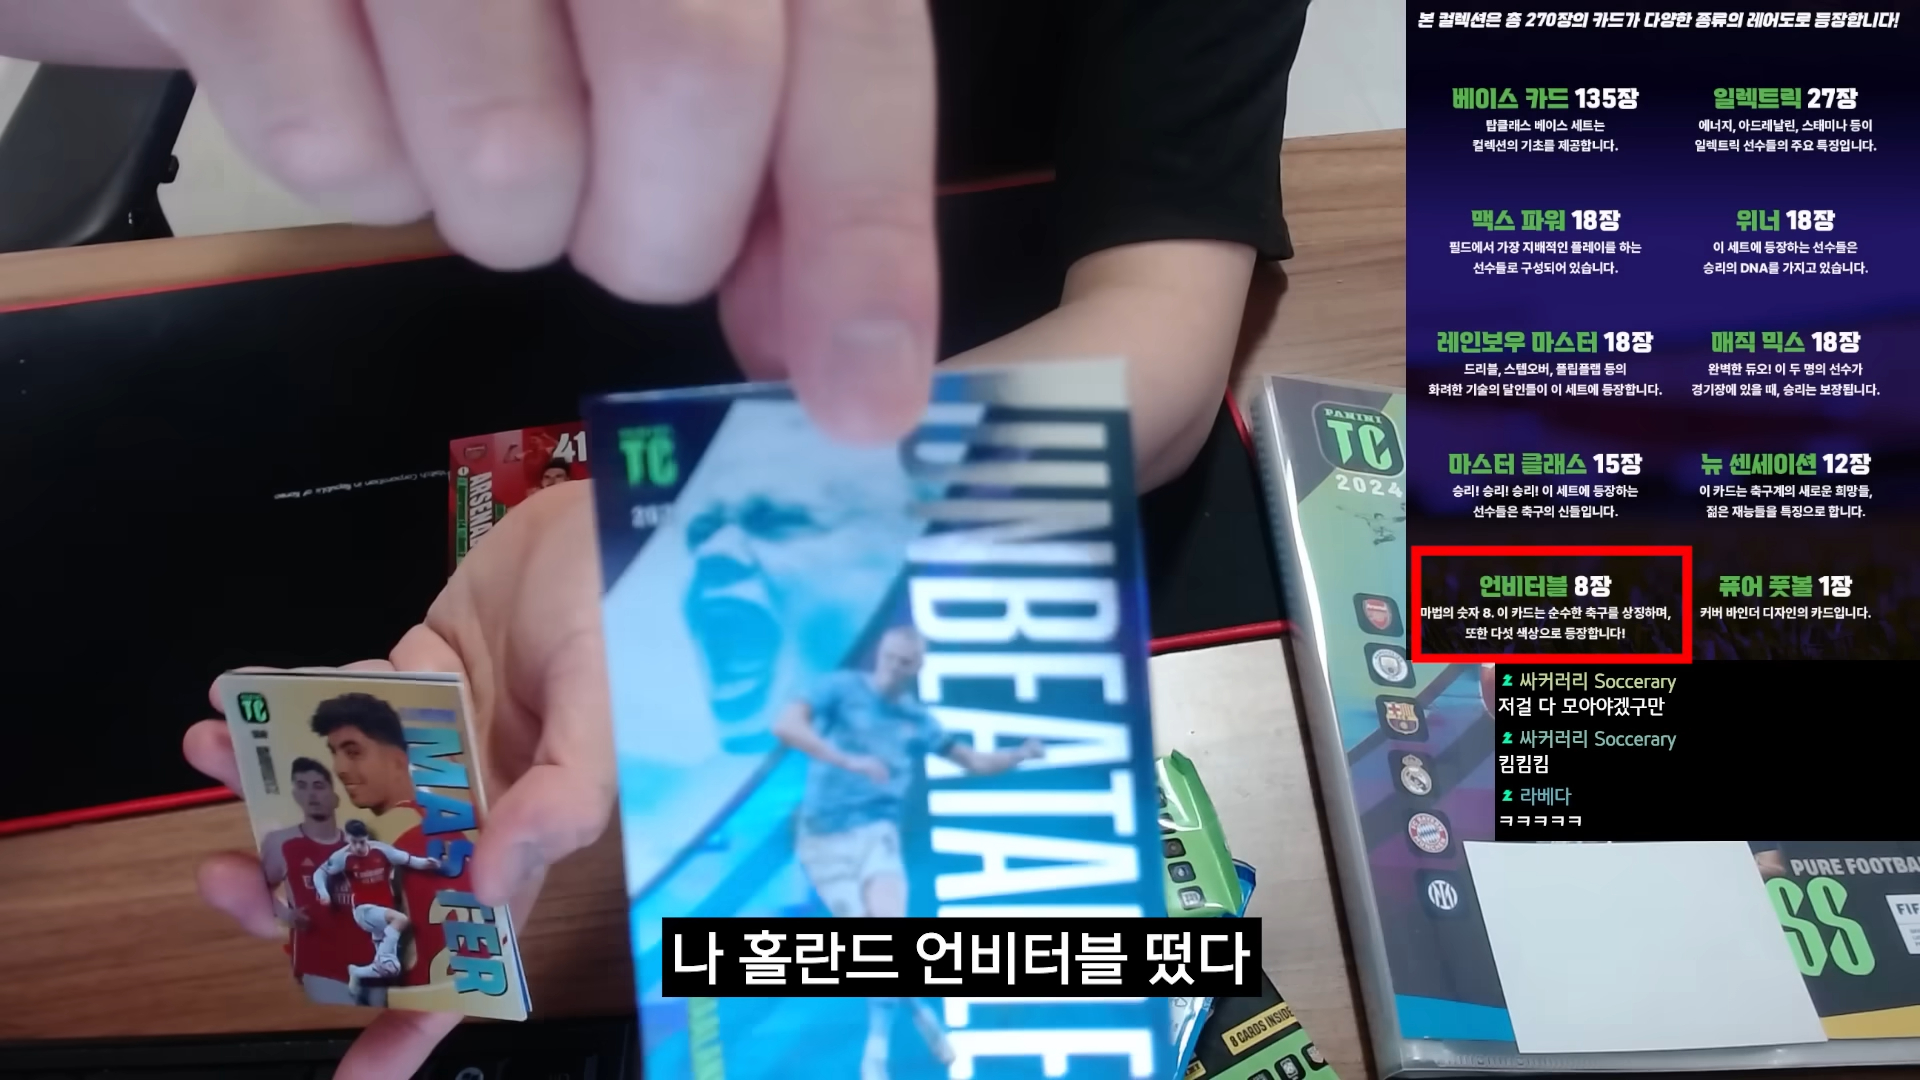 본 컬렉션은 총 270장의 카드가 다양한 종류의 레어도로 등장합니다!
베이스 카드 135장
탑클래스 베이스 세트는
컬렉션의 기초를 제공합니다.
일렉트릭 27장
에너지, 아드레날린, 스태미나 등이
일렉트릭 선수들의 주요 특징입니다.
맥스 파워 18장
필드에서 가장 지배적인 플레이를 하는
선수들로 구성되어 있습니다.
위너 18장
이 세트에 등장하는 선수들은
승리의 DNA를 가지고 있습니다.
레인보우 마스터 18장
드리블, 스텝오버, 플립플랩 등의
화려한 기술의 달인들이 이 세트에 등장합니다.
매직 믹스 18장
완벽한 듀오! 이 두 명의 선수가
경기장에 있을 때, 승리는 보장됩니다.
마스터 클래스 15장
승리! 승리! 승리! 이 세트에 등장하는
선수들은 축구의 신들입니다.
뉴 센세이션 12장
이 카드는 축구계의 새로운 희망들,
젊은 재능들을 특징으로 합니다.
언비터블 8장
마법의 숫자 8. 이 카드는 순수한 축구를 상징하며,
또한 다섯 색상으로 등장합니다!
퓨어 풋볼 1장
커버 바인더 디자인의 카드입니다.
싸커러리 Soccerary
저걸 다 모아야겠구만
싸커러리 Soccerary
킴킴킴
라베다
ㅋㅋㅋㅋㅋ
41
ARSENA
TC
UNBEATABLE
PANINI
TC
2024
TC
MASTER
8 CARDS INSIDE
PURE FOOTBA
SS
FIF
나 홀란드 언비터블 떴다